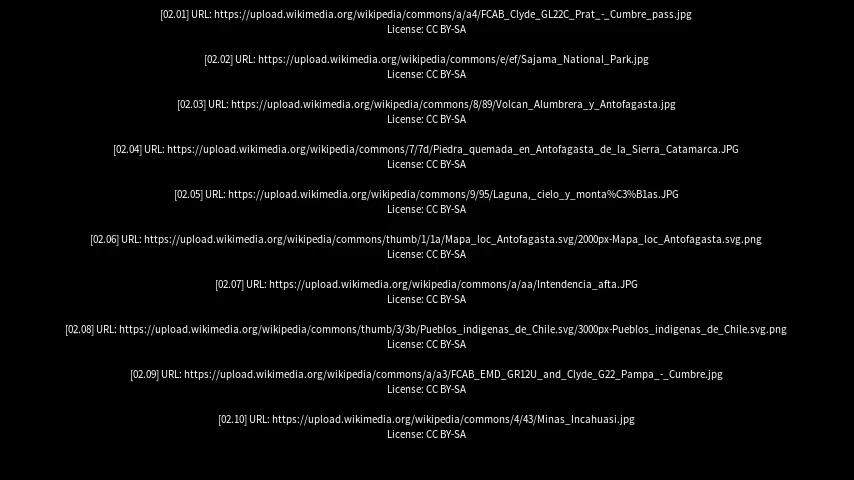 [02.01] URL: https://upload.wikimedia.org/wikipedia/commons/a/a4/FCAB_Clyde_GL22C_Prat_-_Cumbre_pass.jpg
License: CC BY-SA
[02.02] URL: https://upload.wikimedia.org/wikipedia/commons/e/ef/Sajama_National_Park.jpg
License: CC BY-SA
[02.03] URL: https://upload.wikimedia.org/wikipedia/commons/8/89/Volcan_Alumbrera_y_Antofagasta.jpg
License: CC BY-SA
[02.04] URL: https://upload.wikimedia.org/wikipedia/commons/7/7d/Piedra_quemada_en_Antofagasta_de_la_Sierra_Catamarca.JPG
License: CC BY-SA
[02.05] URL: https://upload.wikimedia.org/wikipedia/commons/9/95/Laguna,_cielo_y_monta%C3%B1as.JPG
License: CC BY-SA
[02.06] URL: https://upload.wikimedia.org/wikipedia/commons/thumb/1/1a/Mapa_loc_Antofagasta.svg/2000px-Mapa_loc_Antofagasta.svg.png
License: CC BY-SA
[02.07] URL: https://upload.wikimedia.org/wikipedia/commons/a/aa/Intendencia_afta.JPG
License: CC BY-SA
[02.08] URL: https://upload.wikimedia.org/wikipedia/commons/thumb/3/3b/Pueblos_indigenas_de_Chile.svg/3000px-Pueblos_indigenas_de_Chile.svg.png
License: CC BY-SA
[02.09] URL: https://upload.wikimedia.org/wikipedia/commons/a/a3/FCAB_EMD_GR12U_and_Clyde_G22_Pampa_-_Cumbre.jpg
License: CC BY-SA
[02.10] URL: https://upload.wikimedia.org/wikipedia/commons/4/43/Minas_Incahuasi.jpg
License: CC BY-SA